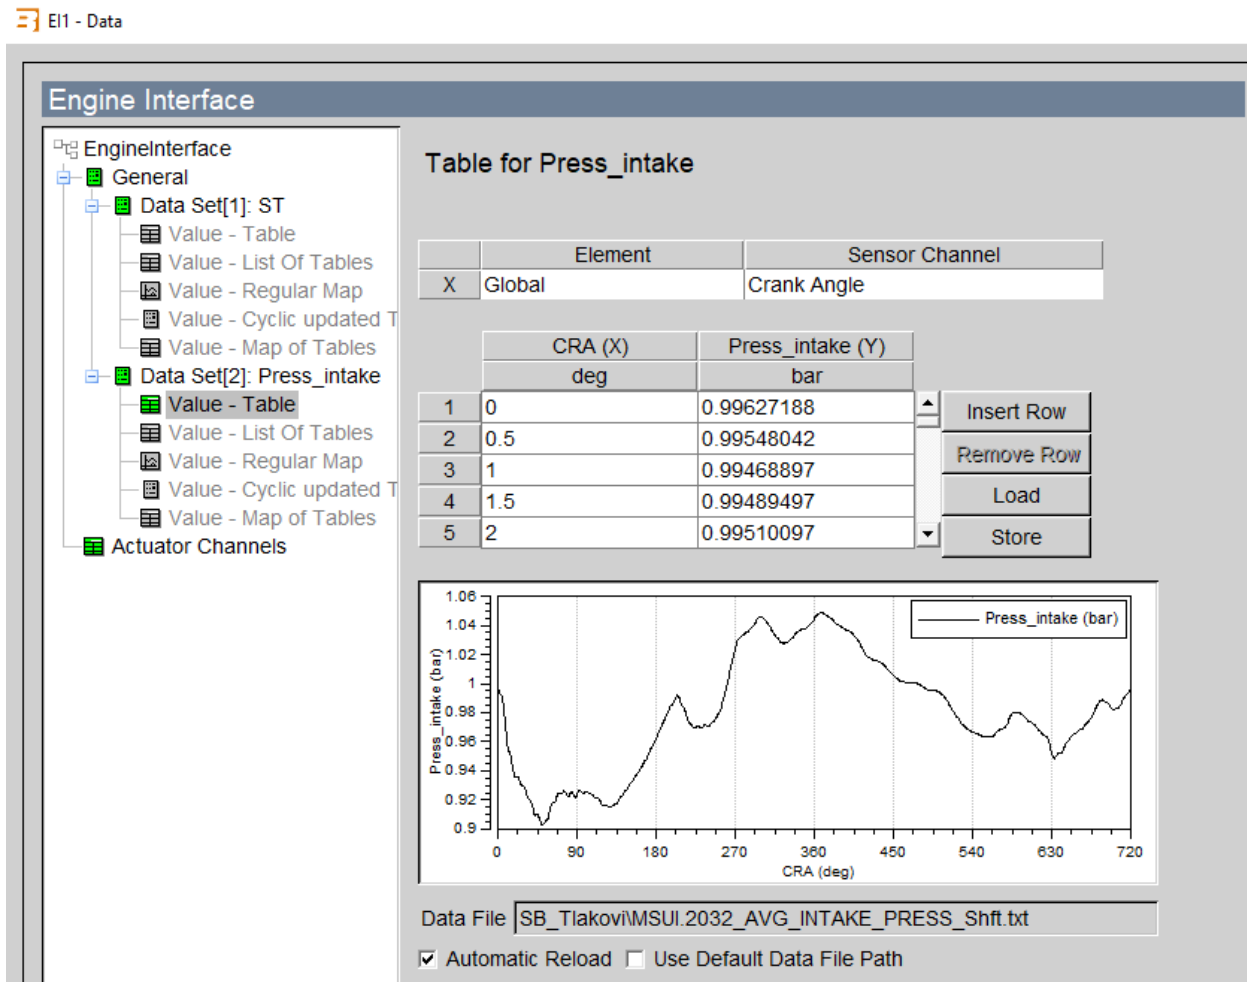 EI1 - Data
Engine Interface
EngineInterface
General
Data Set[1]: ST
Value - Table
Value - List Of Tables
Value - Regular Map
Value - Cyclic updated T
Value - Map of Tables
Data Set[2]: Press_intake
Value - Table
Value - List Of Tables
Value - Regular Map
Value - Cyclic updated T
Value - Map of Tables
Actuator Channels
Table for Press_intake
Element Sensor Channel
X Global Crank Angle
CRA (X) Press_intake (Y)
deg bar
1 0 0.99627188
2 0.5 0.99548042
3 1 0.99468897
4 1.5 0.99489497
5 2 0.99510097
Insert Row
Remove Row
Load
Store
Press_intake (bar)
1.06
1.04
1.02
1
0.98
0.96
0.94
0.92
0.9
Press_intake (bar)
0 90 180 270 360 450 540 630 720
CRA (deg)
Data File SB_Tlakovi\MSUI.2032_AVG_INTAKE_PRESS_Shft.txt
Automatic Reload Use Default Data File Path